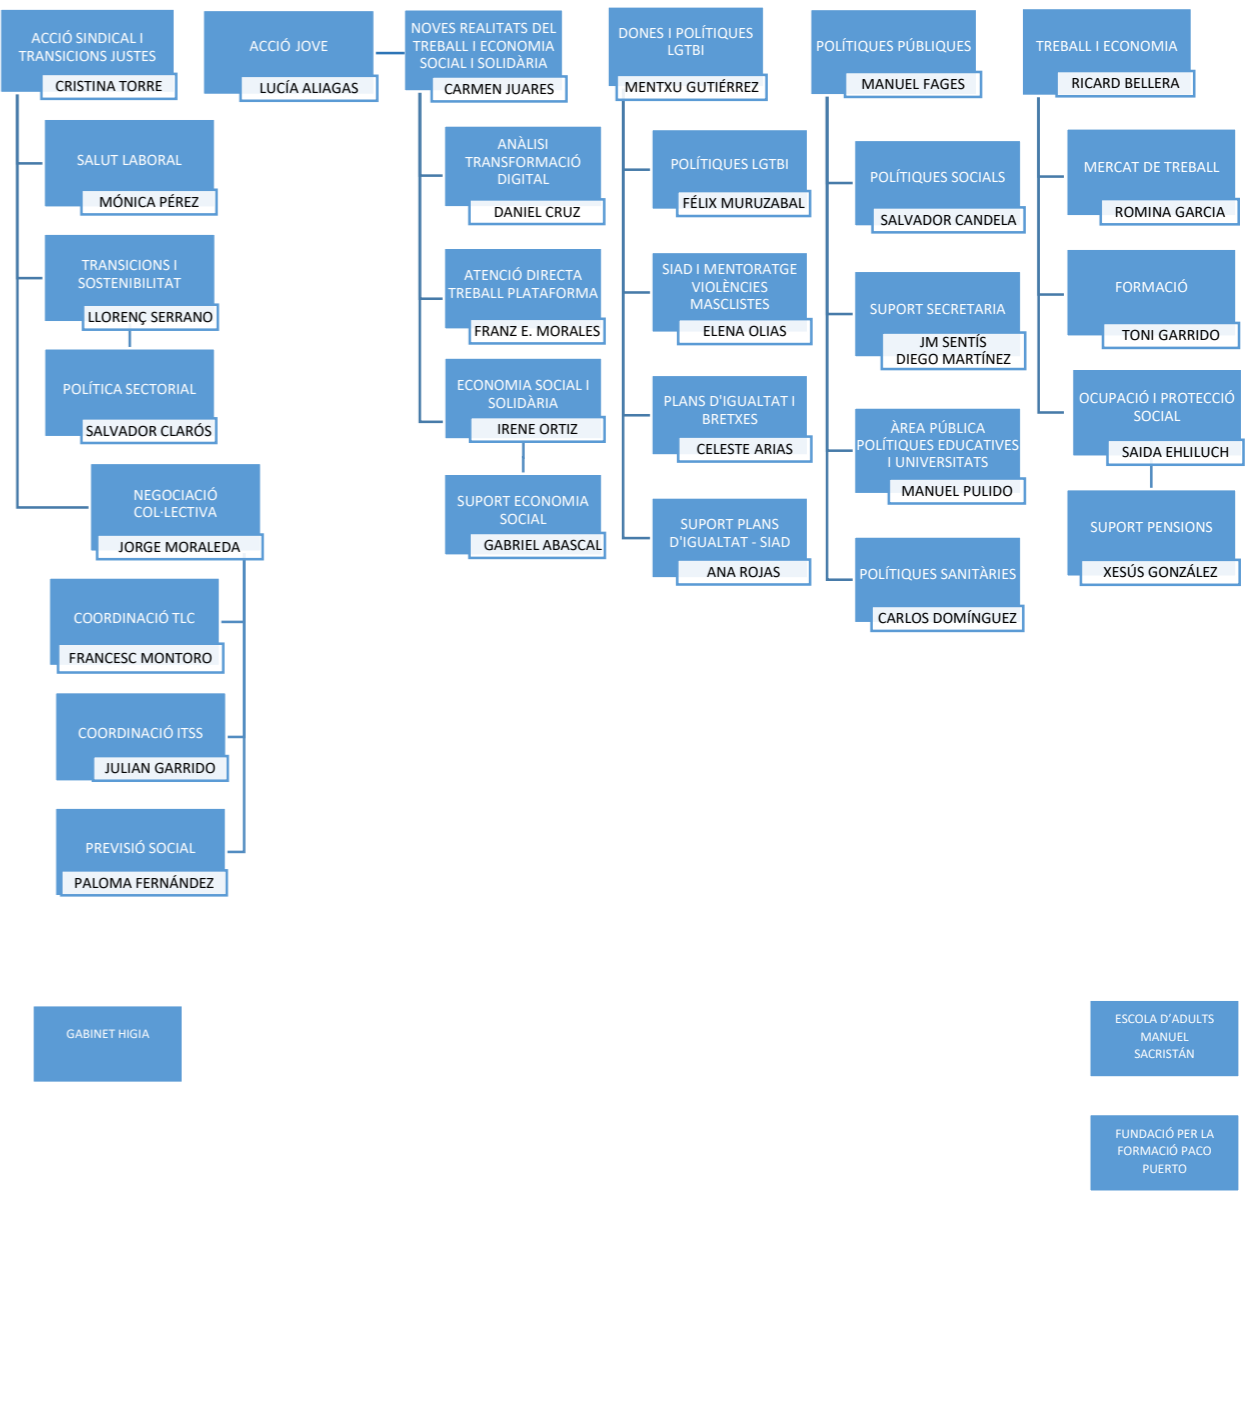 ACCIÓ SINDICAL I
TRANSICIONS JUSTES
CRISTINA TORRE
SALUT LABORAL
MÓNICA PÉREZ
TRANSICIONS I
SOSTENIBILITAT
LLORENÇ SERRANO
POLÍTICA SECTORIAL
SALVADOR CLARÓS
NEGOCIACIÓ
COL·LECTIVA
JORGE MORALEDA
COORDINACIÓ TLC
FRANCESC MONTORO
COORDINACIÓ ITSS
JULIAN GARRIDO
PREVISIÓ SOCIAL
PALOMA FERNÁNDEZ
ACCIÓ JOVE
LUCÍA ALIAGAS
NOVES REALITATS DEL
TREBALL I ECONOMIA
SOCIAL I SOLIDÀRIA
CARMEN JUARES
ANÀLISI
TRANSFORMACIÓ
DIGITAL
DANIEL CRUZ
ATENCIÓ DIRECTA
TREBALL PLATAFORMA
FRANZ E. MORALES
ECONOMIA SOCIAL I
SOLIDÀRIA
IRENE ORTIZ
SUPORT ECONOMIA
SOCIAL
GABRIEL ABASCAL
DONES I POLÍTIQUES
LGTBI
MENTXU GUTIÉRREZ
POLÍTIQUES LGTBI
FÉLIX MURUZABAL
SIAD I MENTORATGE
VIOLÈNCIES
MASCLISTES
ELENA OLIAS
PLANS D'IGUALTAT I
BRETXES
CELESTE ARIAS
SUPORT PLANS
D'IGUALTAT - SIAD
ANA ROJAS
POLÍTIQUES PÚBLIQUES
MANUEL FAGES
POLÍTIQUES SOCIALS
SALVADOR CANDELA
SUPORT SECRETARIA
JM SENTÍS
DIEGO MARTÍNEZ
ÀREA PÚBLICA
POLÍTIQUES EDUCATIVES
I UNIVERSITATS
MANUEL PULIDO
POLÍTIQUES SANITÀRIES
CARLOS DOMÍNGUEZ
TREBALL I ECONOMIA
RICARD BELLERA
MERCAT DE TREBALL
ROMINA GARCIA
FORMACIÓ
TONI GARRIDO
OCUPACIÓ I PROTECCIÓ
SOCIAL
SAIDA EHLILUCH
SUPORT PENSIONS
XESÚS GONZÁLEZ
GABINET HIGIA
ESCOLA D’ADULTS
MANUEL
SACRISTÁN
FUNDACIÓ PER LA
FORMACIÓ PACO
PUERTO